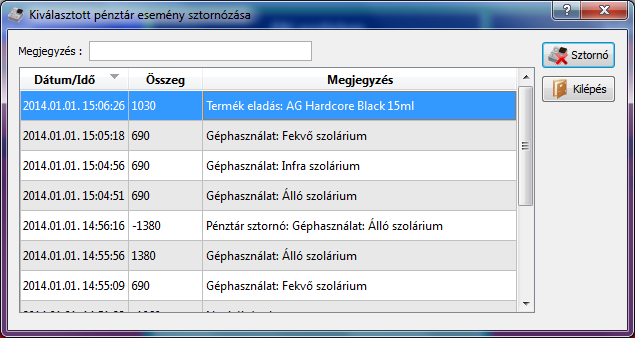 Kiválasztott pénztár esemény sztornózása
Megjegyzés :
Sztornó
Kilépés
Dátum/Idő Összeg Megjegyzés
2014.01.01. 15:06:26 1030 Termék eladás: AG Hardcore Black 15ml
2014.01.01. 15:05:18 690 Géphasználat: Fekvő szolárium
2014.01.01. 15:04:56 690 Géphasználat: Infra szolárium
2014.01.01. 15:04:51 690 Géphasználat: Álló szolárium
2014.01.01. 14:56:16 -1380 Pénztár sztornó: Géphasználat: Álló szolárium
2014.01.01. 14:55:56 1380 Géphasználat: Álló szolárium
2014.01.01. 14:55:09 690 Géphasználat: Fekvő szolárium